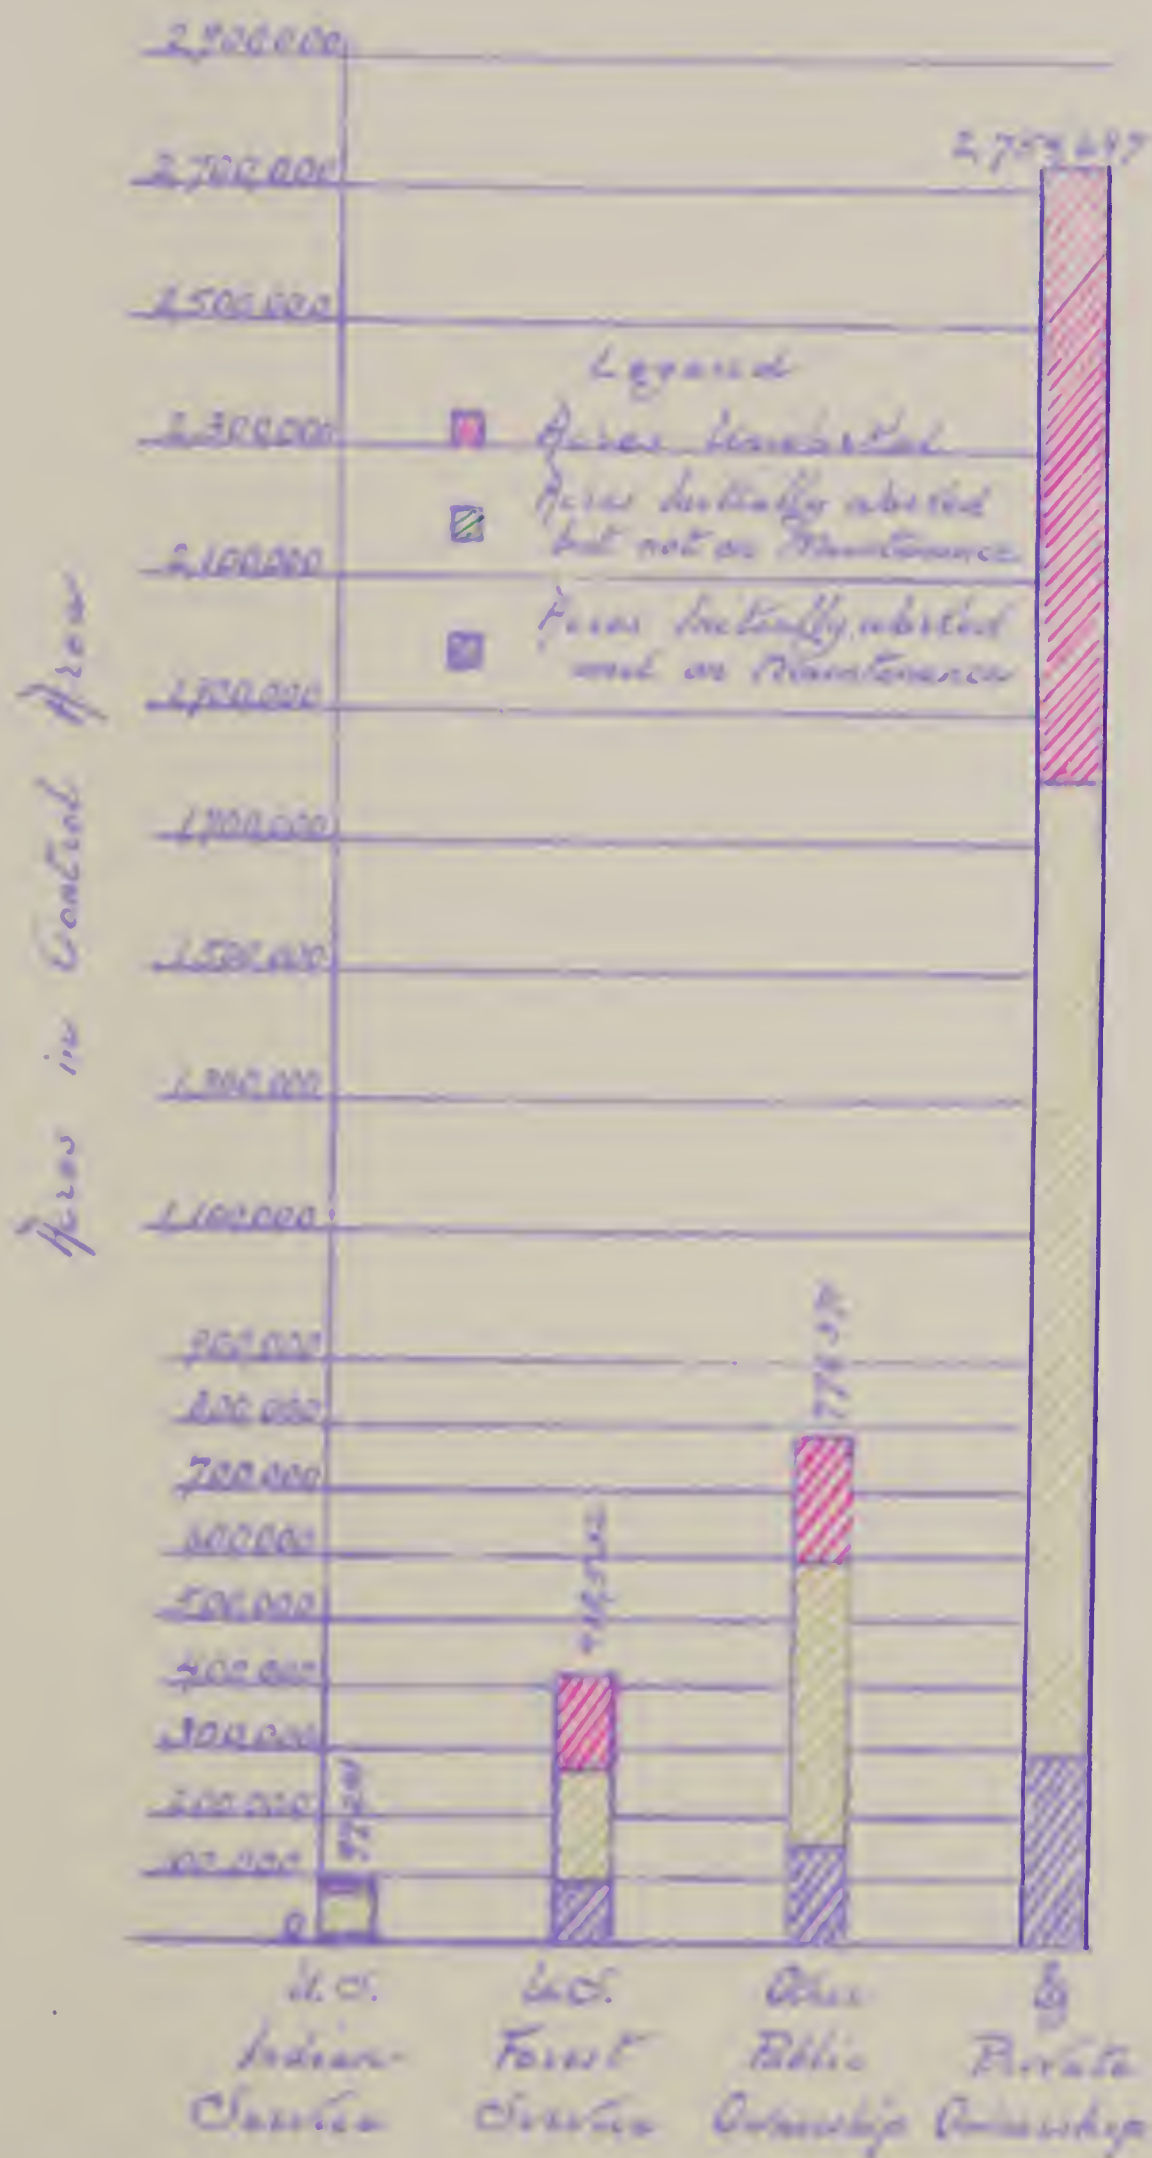 2,900,000
2,759,697
2,700,000
2,500,000
Legend
2,300,000
Acres Unworked
Acres Initially worked
but not on Maintenance
2,100,000
Acres Initially worked
and on Maintenance
1,900,000
Acres in Control Area
1,700,000
1,500,000
1,300,000
1,100,000
900,000
800,000
700,000
600,000
500,000
400,000
300,000
200,000
100,000
0
U.S.
Indian
Service
U.S.
Forest
Service
Other
Public
Ownership
Private
Ownership